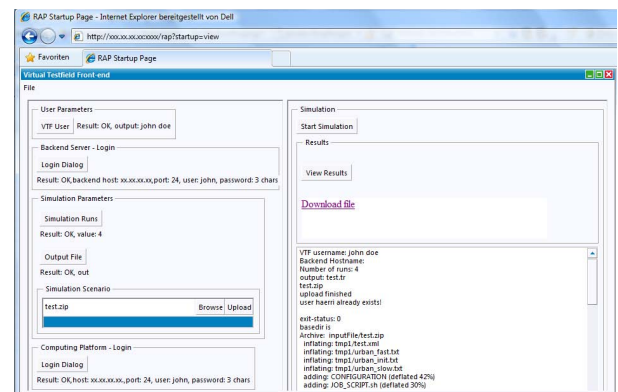 RAP Startup Page - Internet Explorer bereitgestellt von Dell
http://xxx.xx.xx.xx:xxxx/rap?startup=view
Favoriten
RAP Startup Page
Virtual Testfield Front-end
File
User Parameters
VTF User Result: OK, output: john doe
Backend Server - Login
Login Dialog
Result: OK,backend host: xx.xx.xx.xx,port: 24, user: john, password: 3 chars
Simulation Parameters
Simulation Runs
Result: OK, value: 4
Output File
Result: OK, out
Simulation Scenario
test.zip Browse Upload
Computing Platform - Login
Login Dialog
Result: OK,host: xx.xx.xx.xx.,port: 24, user: john, password: 3 chars
Simulation
Start Simulation
Results
View Results
Download file
VTF username: john doe
Backend Hostname:
Number of runs: 4
output: test.tr
test.zip
upload finished
user haerri already exists!
exit-status: 0
basedir is
Archive: inputFile/test.zip
inflating: tmp1/test.xml
inflating: tmp1/urban_fast.txt
inflating: tmp1/urban_init.txt
inflating: tmp1/urban_slow.txt
adding: CONFIGURATION (deflated 42%)
adding: JOB_SCRIPT.sh (deflated 30%)